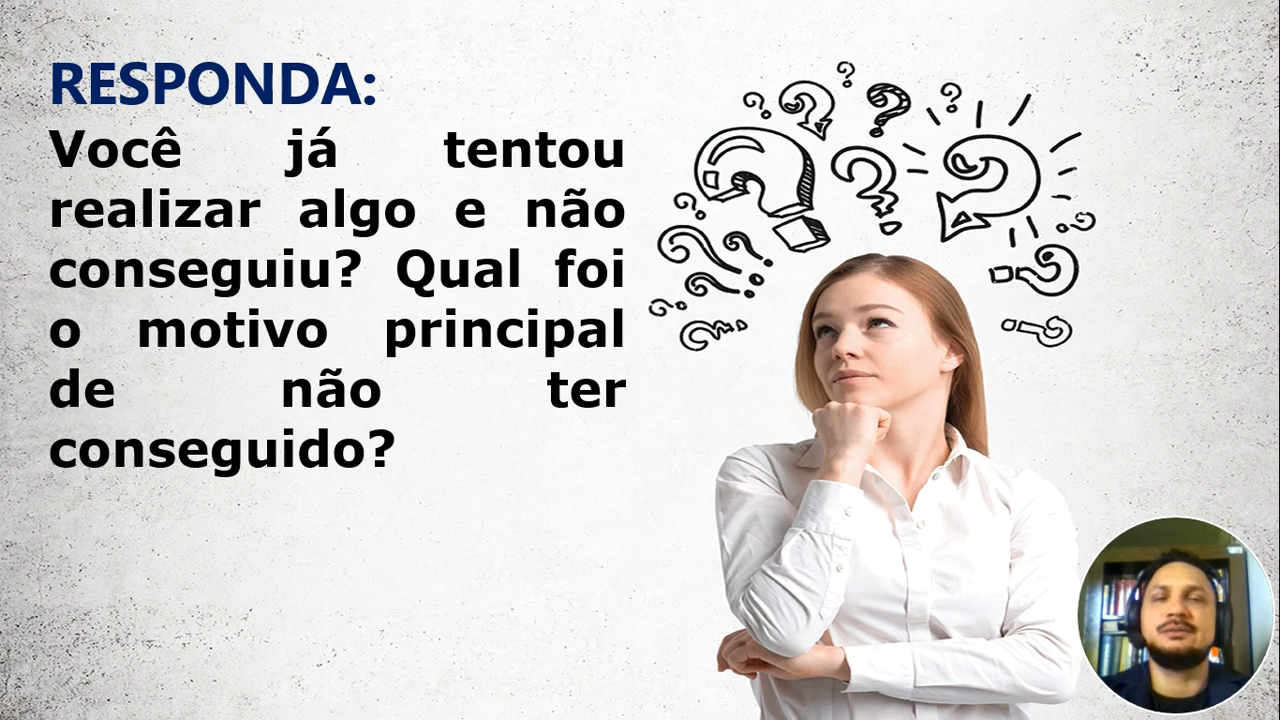 RESPONDA:
Você já tentou
realizar algo e não
conseguiu? Qual foi
o motivo principal
de não ter
conseguido?